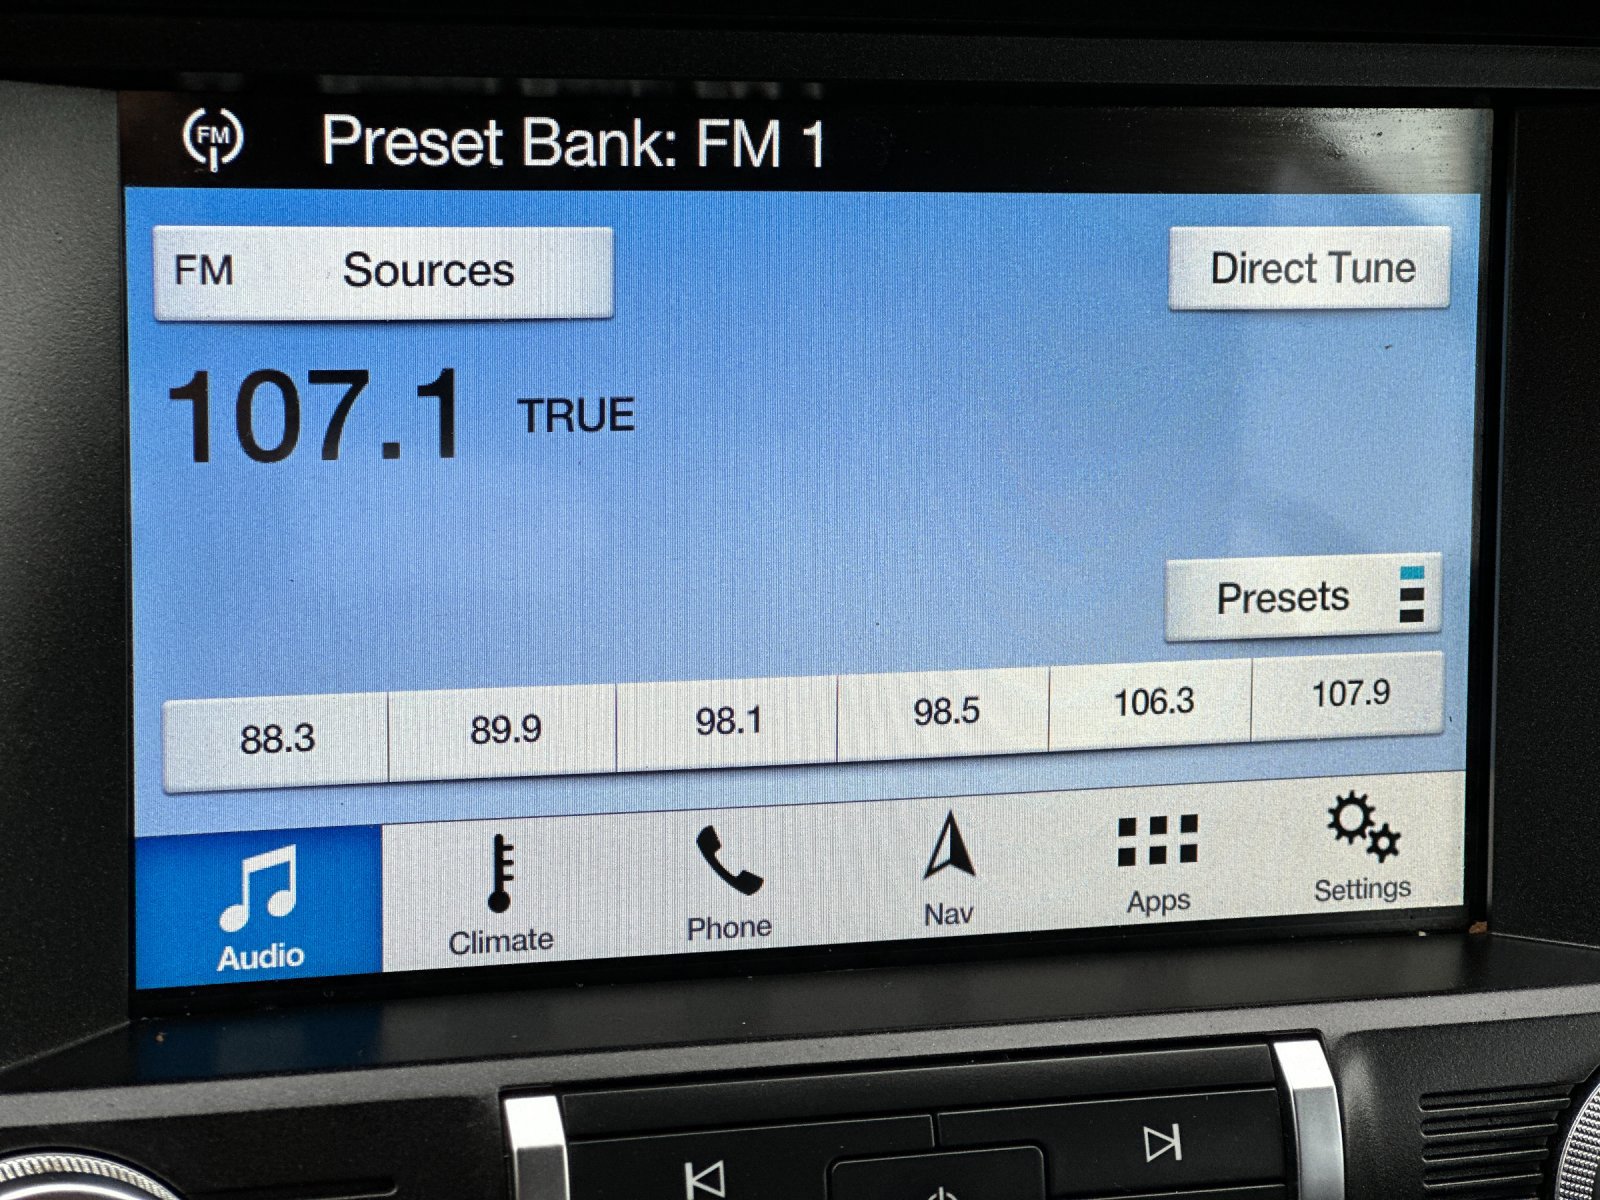 FM Preset Bank: FM 1
FM Sources Direct Tune
107.1 TRUE
Presets
88.3 89.9 98.1 98.5 106.3 107.9
Audio Climate Phone Nav Apps Settings